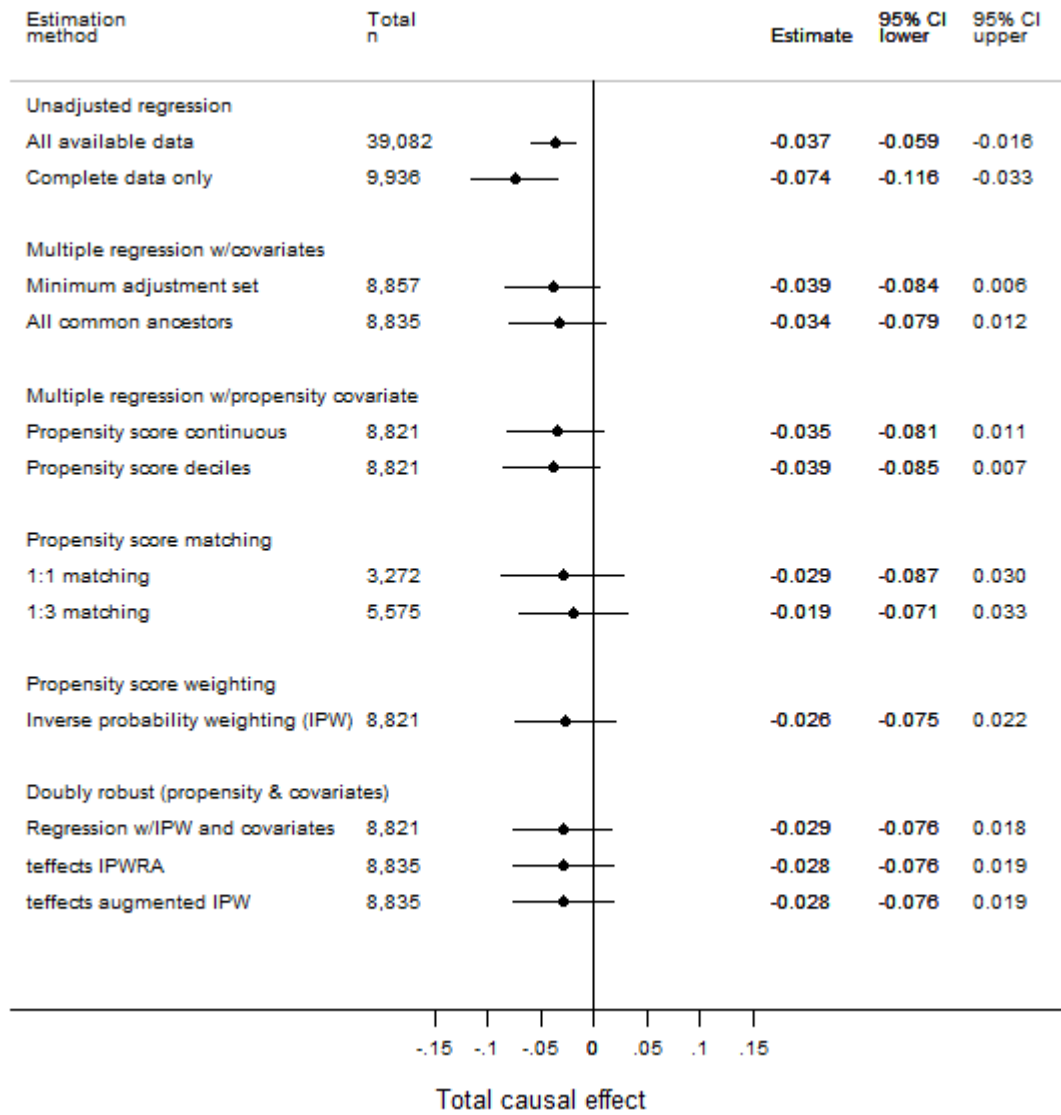 Estimation method Total n Estimate 95% CI lower 95% CI upper
Unadjusted regression
All available data 39,082 -0.037 -0.059 -0.016
Complete data only 9,936 -0.074 -0.116 -0.033
Multiple regression w/covariates
Minimum adjustment set 8,857 -0.039 -0.084 0.006
All common ancestors 8,835 -0.034 -0.079 0.012
Multiple regression w/propensity covariate
Propensity score continuous 8,821 -0.035 -0.081 0.011
Propensity score deciles 8,821 -0.039 -0.085 0.007
Propensity score matching
1:1 matching 3,272 -0.029 -0.087 0.030
1:3 matching 5,575 -0.019 -0.071 0.033
Propensity score weighting
Inverse probability weighting (IPW) 8,821 -0.026 -0.075 0.022
Doubly robust (propensity & covariates)
Regression w/IPW and covariates 8,821 -0.029 -0.076 0.018
teffects IPWRA 8,835 -0.028 -0.076 0.019
teffects augmented IPW 8,835 -0.028 -0.076 0.019
-.15 -.1 -.05 0 .05 .1 .15
Total causal effect